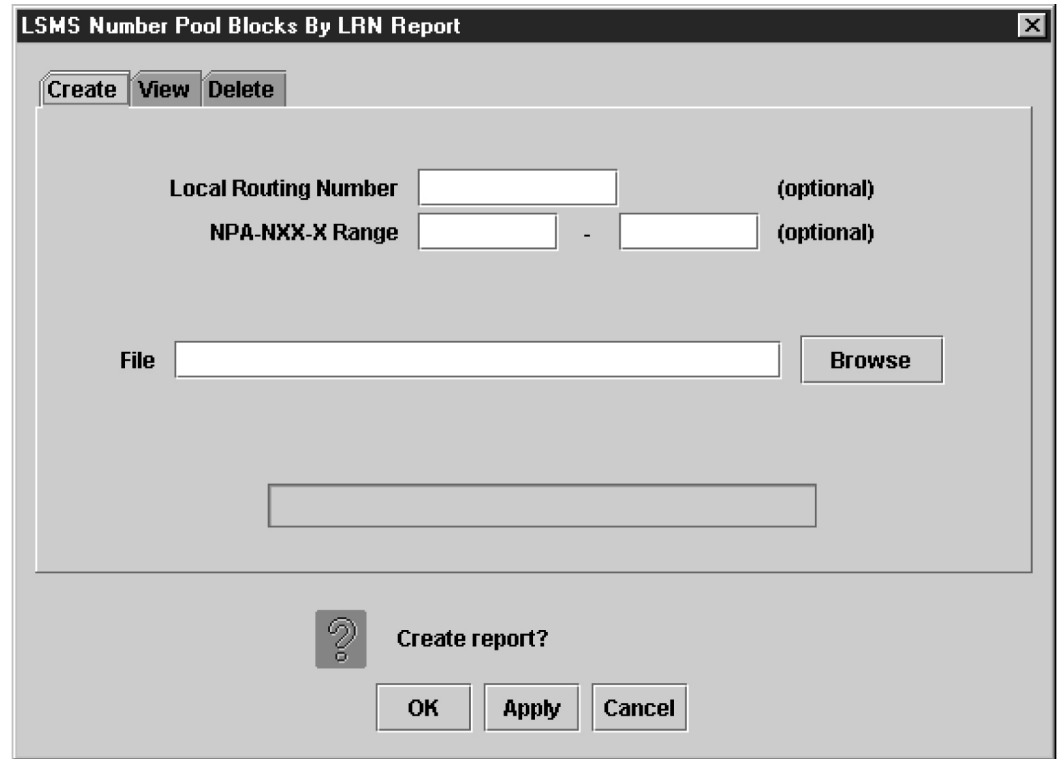 LSMS Number Pool Blocks By LRN Report
Create View Delete
Local Routing Number (optional)
NPA-NXX-X Range - (optional)
File Browse
Create report?
OK Apply Cancel